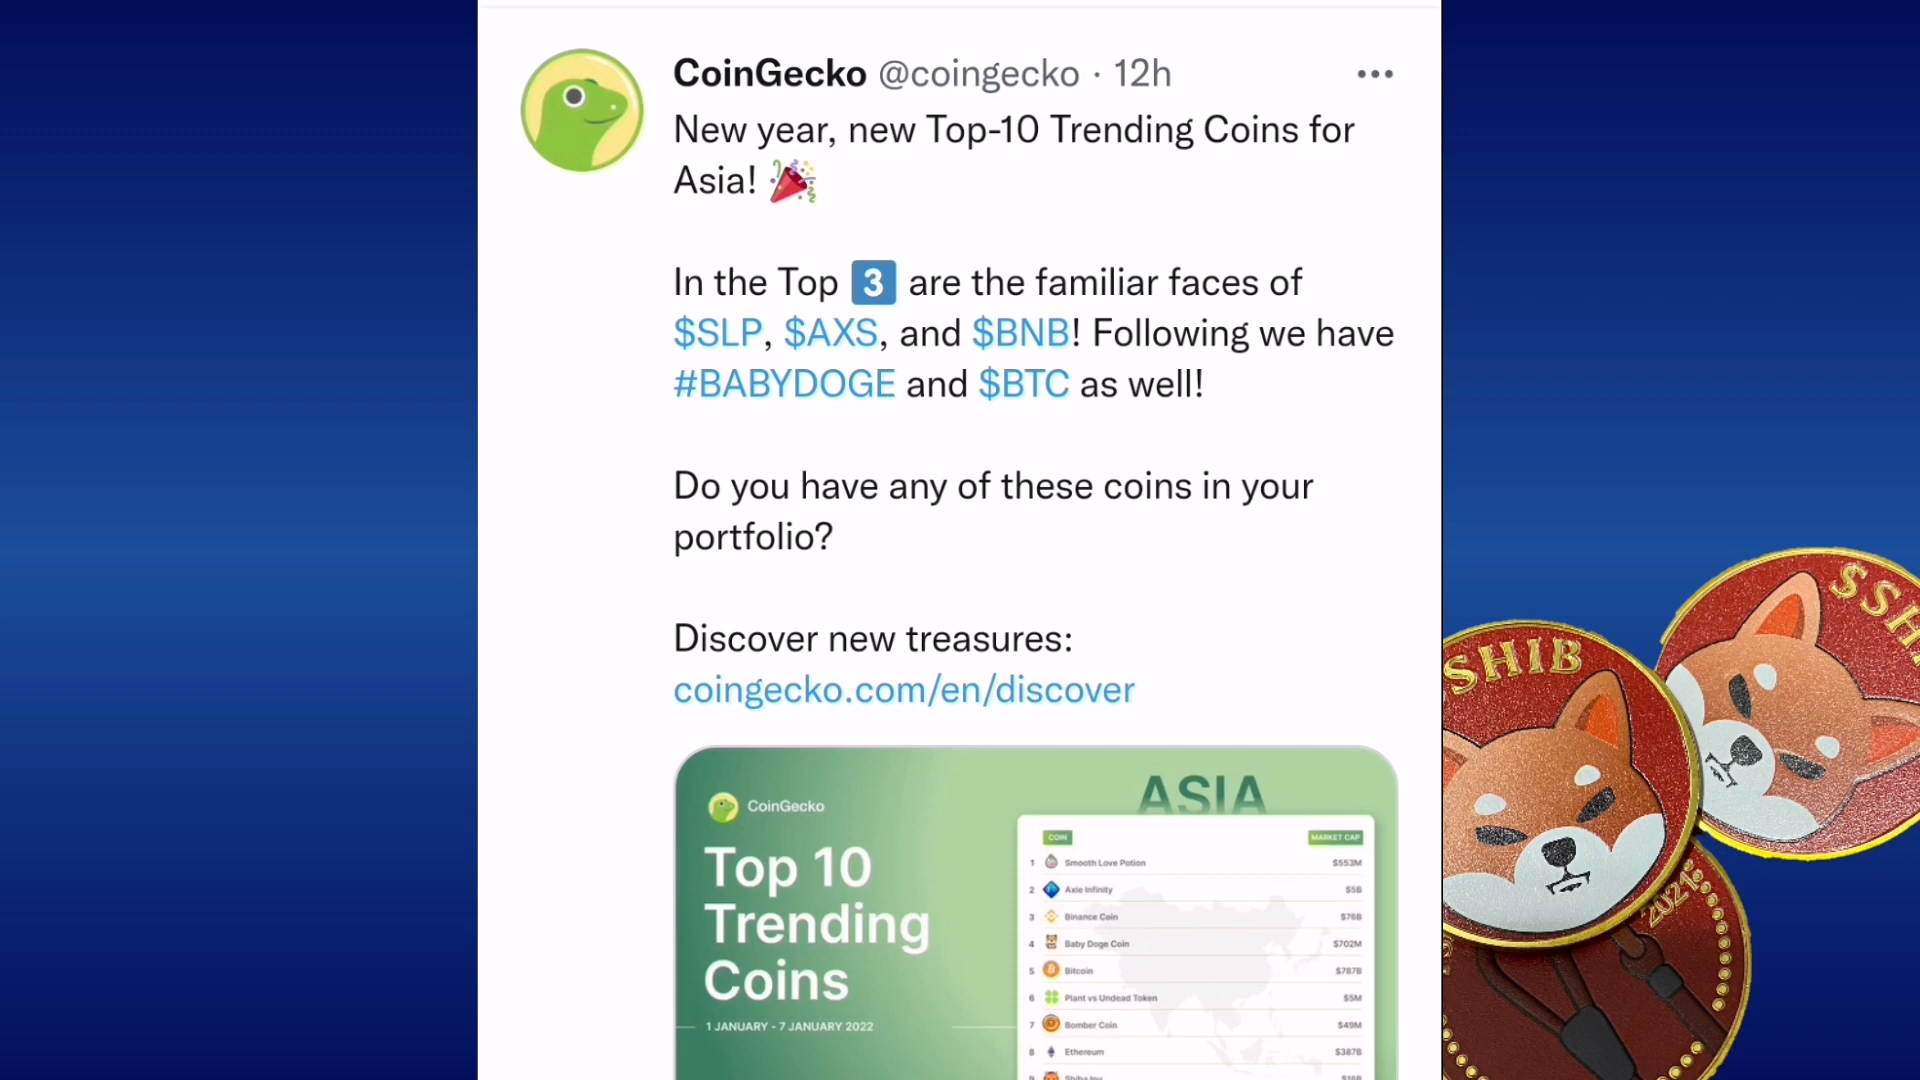 CoinGecko @coingecko · 12h
New year, new Top-10 Trending Coins for
Asia! 🎉
In the Top 3️⃣ are the familiar faces of
$SLP, $AXS, and $BNB! Following we have
#BABYDOGE and $BTC as well!
Do you have any of these coins in your
portfolio?
Discover new treasures:
coingecko.com/en/discover
CoinGecko
Top 10
Trending
Coins
1 JANUARY - 7 JANUARY 2022
ASIA
COIN MARKET CAP
1 Smooth Love Potion $553M
2 Axie Infinity $5B
3 Binance Coin $76B
4 Baby Doge Coin $702M
5 Bitcoin $787B
6 Plant vs Undead Token $5M
7 Bomber Coin $49M
8 Ethereum $387B
9 Shiba Inu
SHIB
$SHI
2021